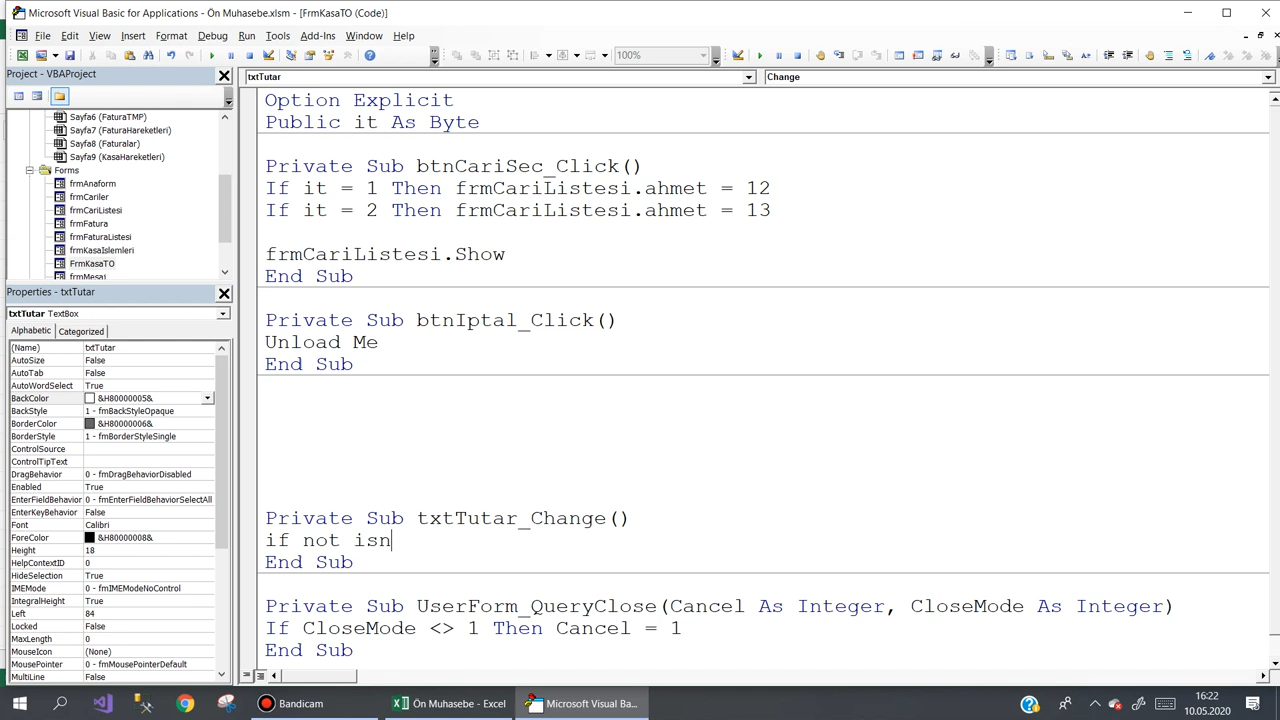 Microsoft Visual Basic for Applications - Ön Muhasebe.xlsm - [FrmKasaTO (Code)]
File Edit View Insert Format Debug Run Tools Add-Ins Window Help
100%
Project - VBAProject
txtTutar Change
Sayfa6 (FaturaTMP)
Sayfa7 (FaturaHareketleri)
Sayfa8 (Faturalar)
Sayfa9 (KasaHareketleri)
Forms
frmAnaform
frmCariler
frmCariListesi
frmFatura
frmFaturaListesi
frmKasaIslemleri
FrmKasaTO
frmMesaj
Properties - txtTutar
txtTutar TextBox
Alphabetic Categorized
(Name) txtTutar
AutoSize False
AutoTab False
AutoWordSelect True
BackColor &H80000005&
BackStyle 1 - fmBackStyleOpaque
BorderColor &H80000006&
BorderStyle 1 - fmBorderStyleSingle
ControlSource
ControlTipText
DragBehavior 0 - fmDragBehaviorDisabled
Enabled True
EnterFieldBehavior 0 - fmEnterFieldBehaviorSelectAll
EnterKeyBehavior False
Font Calibri
ForeColor &H80000008&
Height 18
HelpContextID 0
HideSelection True
IMEMode 0 - fmIMEModeNoControl
IntegralHeight True
Left 84
Locked False
MaxLength 0
MouseIcon (None)
MousePointer 0 - fmMousePointerDefault
MultiLine False
Option Explicit
Public it As Byte
Private Sub btnCariSec_Click()
If it = 1 Then frmCariListesi.ahmet = 12
If it = 2 Then frmCariListesi.ahmet = 13
frmCariListesi.Show
End Sub
Private Sub btnIptal_Click()
Unload Me
End Sub
Private Sub txtTutar_Change()
if not isn
End Sub
Private Sub UserForm_QueryClose(Cancel As Integer, CloseMode As Integer)
If CloseMode <> 1 Then Cancel = 1
End Sub
Bandicam
Ön Muhasebe - Excel
Microsoft Visual Ba...
16:22
10.05.2020